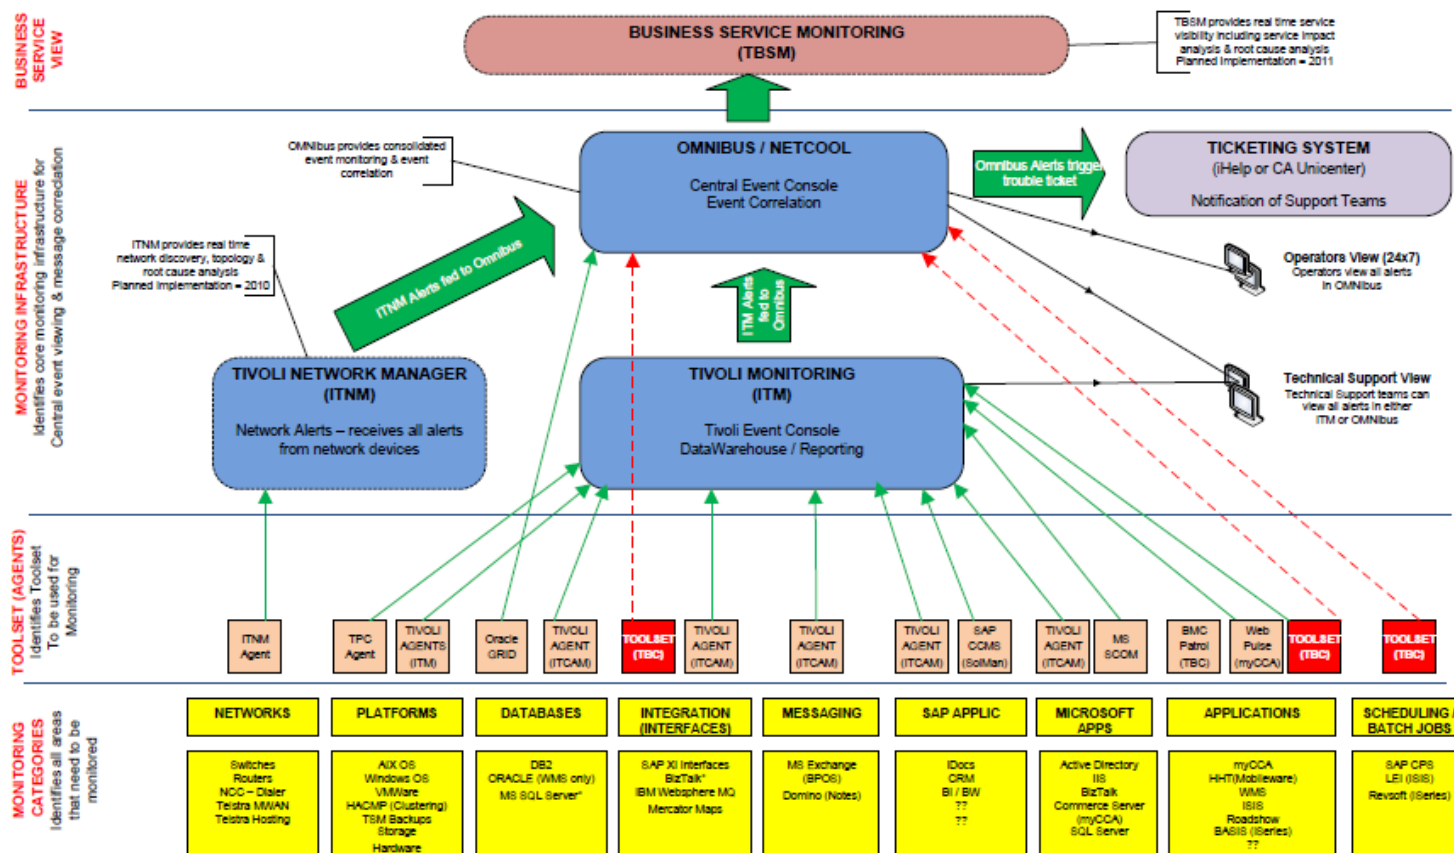 BUSINESS
SERVICE
VIEW
BUSINESS SERVICE MONITORING
(TBSM)
TBSM provides real time service
visibility including service impact
analysis & root cause analysis
Planned Implementation = 2011
MONITORING INFRASTRUCTURE
Identifies core monitoring infrastructure for
Central event viewing & message corrediation
OMNIbus provides consolidated
event monitoring & event
correlation
OMNIBUS / NETCOOL
Central Event Console
Event Correlation
Omnibus Alerts trigger
trouble ticket
TICKETING SYSTEM
(iHelp or CA Unicenter)
Notification of Support Teams
ITNM provides real time
network discovery, topology &
root cause analysis
Planned Implementation = 2010
ITNM Alerts fed to Omnibus
ITM Alerts
fed to
Omnibus
Operators View (24x7)
Operators view all alerts
in OMNIbus
TIVOLI NETWORK MANAGER
(ITNM)
Network Alerts – receives all alerts
from network devices
TIVOLI MONITORING
(ITM)
Tivoli Event Console
DataWarehouse / Reporting
Technical Support View
Technical Support teams can
view all alerts in either
ITM or OMNIbus
TOOLSET (AGENTS)
Identifies Toolset
To be used for
Monitoring
ITNM
Agent
TPC
Agent
TIVOLI
AGENTS
(ITM)
Oracle
GRID
TIVOLI
AGENT
(ITCAM)
TOOLSET
(TBC)
TIVOLI
AGENT
(ITCAM)
TIVOLI
AGENT
(ITCAM)
TIVOLI
AGENT
(ITCAM)
SAP
CCMS
(SolMan)
TIVOLI
AGENT
(ITCAM)
MS
SCOM
BMC
Patrol
(TBC)
Web
Pulse
(myCCA)
TOOLSET
(TBC)
TOOLSET
(TBC)
MONITORING
CATEGORIES
Identifies all areas
that need to be
monitored
NETWORKS
Switches
Routers
NCC – Dialer
Telstra MWAN
Telstra Hosting
PLATFORMS
AIX OS
Windows OS
VMWare
HACMP (Clustering)
TSM Backups
Storage
Hardware
DATABASES
DB2
ORACLE (WMS only)
MS SQL Server*
INTEGRATION
(INTERFACES)
SAP XI Interfaces
BizTalk*
IBM Websphere MQ
Mercator Maps
MESSAGING
MS Exchange
(BPOS)
Domino (Notes)
SAP APPLIC
IDocs
CRM
BI / BW
??
??
MICROSOFT
APPS
Active Directory
IIS
BizTalk
Commerce Server
(myCCA)
SQL Server
APPLICATIONS
myCCA
HHT(Mobileware)
WMS
ISIS
Roadshow
BASIS (ISeries)
??
SCHEDULING /
BATCH JOBS
SAP CPS
LEI (ISIS)
Revsoft (ISeries)